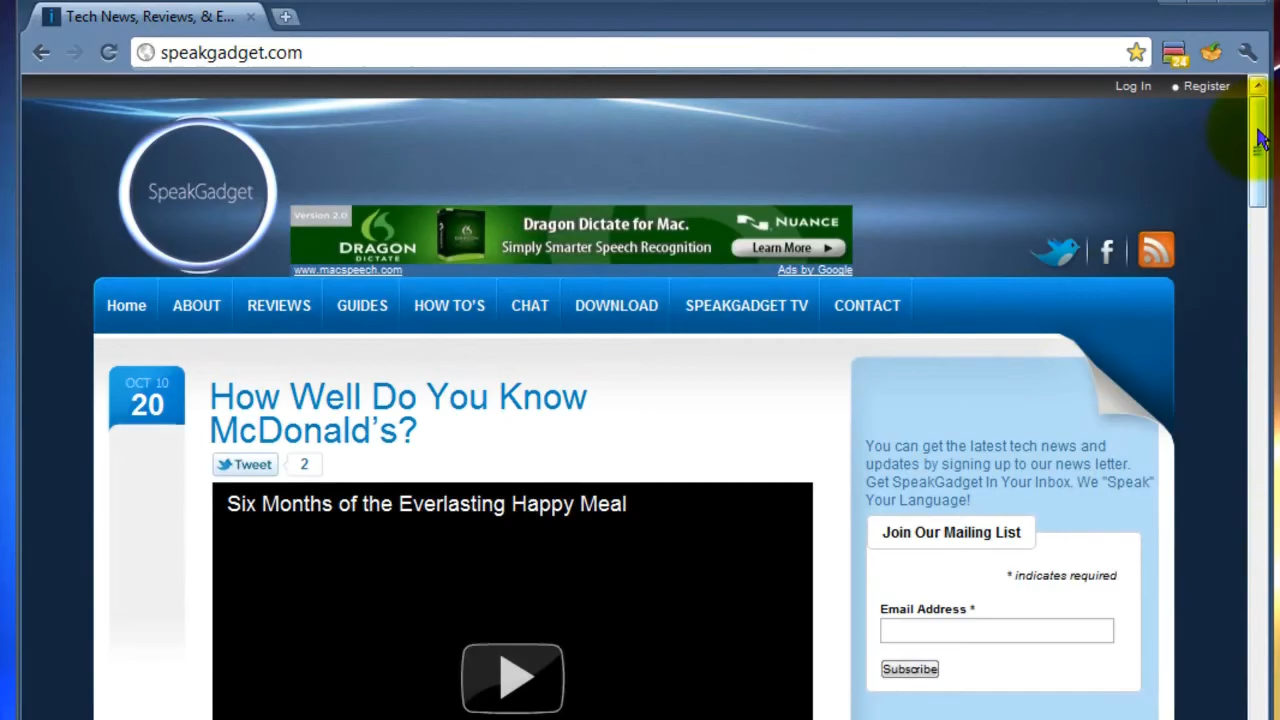 Tech News, Reviews, & E...
speakgadget.com
24
Log In
Register
SpeakGadget
Version 2.0
DRAGON
DICTATE
Dragon Dictate for Mac.
Simply Smarter Speech Recognition
NUANCE
Learn More
www.macspeech.com
Ads by Google
Home ABOUT REVIEWS GUIDES HOW TO'S CHAT DOWNLOAD SPEAKGADGET TV CONTACT
OCT 10
20
How Well Do You Know
McDonald's?
Tweet 2
Six Months of the Everlasting Happy Meal
You can get the latest tech news and
updates by signing up to our news letter.
Get SpeakGadget In Your Inbox. We "Speak"
Your Language!
Join Our Mailing List
* indicates required
Email Address *
Subscribe